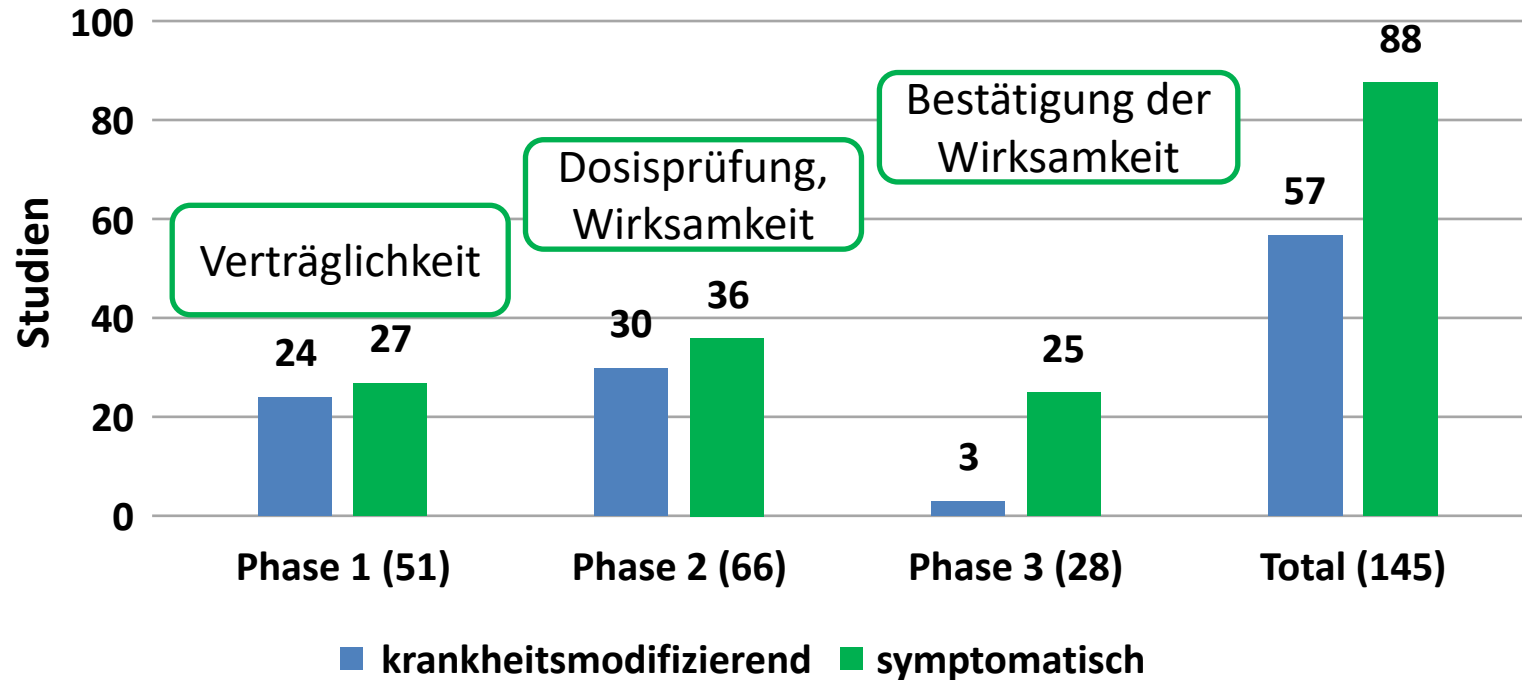 100
80
60
40
20
0
Studien
Verträglichkeit
Dosisprüfung,
Wirksamkeit
Bestätigung der
Wirksamkeit
24
27
30
36
3
25
57
88
Phase 1 (51)
Phase 2 (66)
Phase 3 (28)
Total (145)
krankheitsmodifizierend
symptomatisch